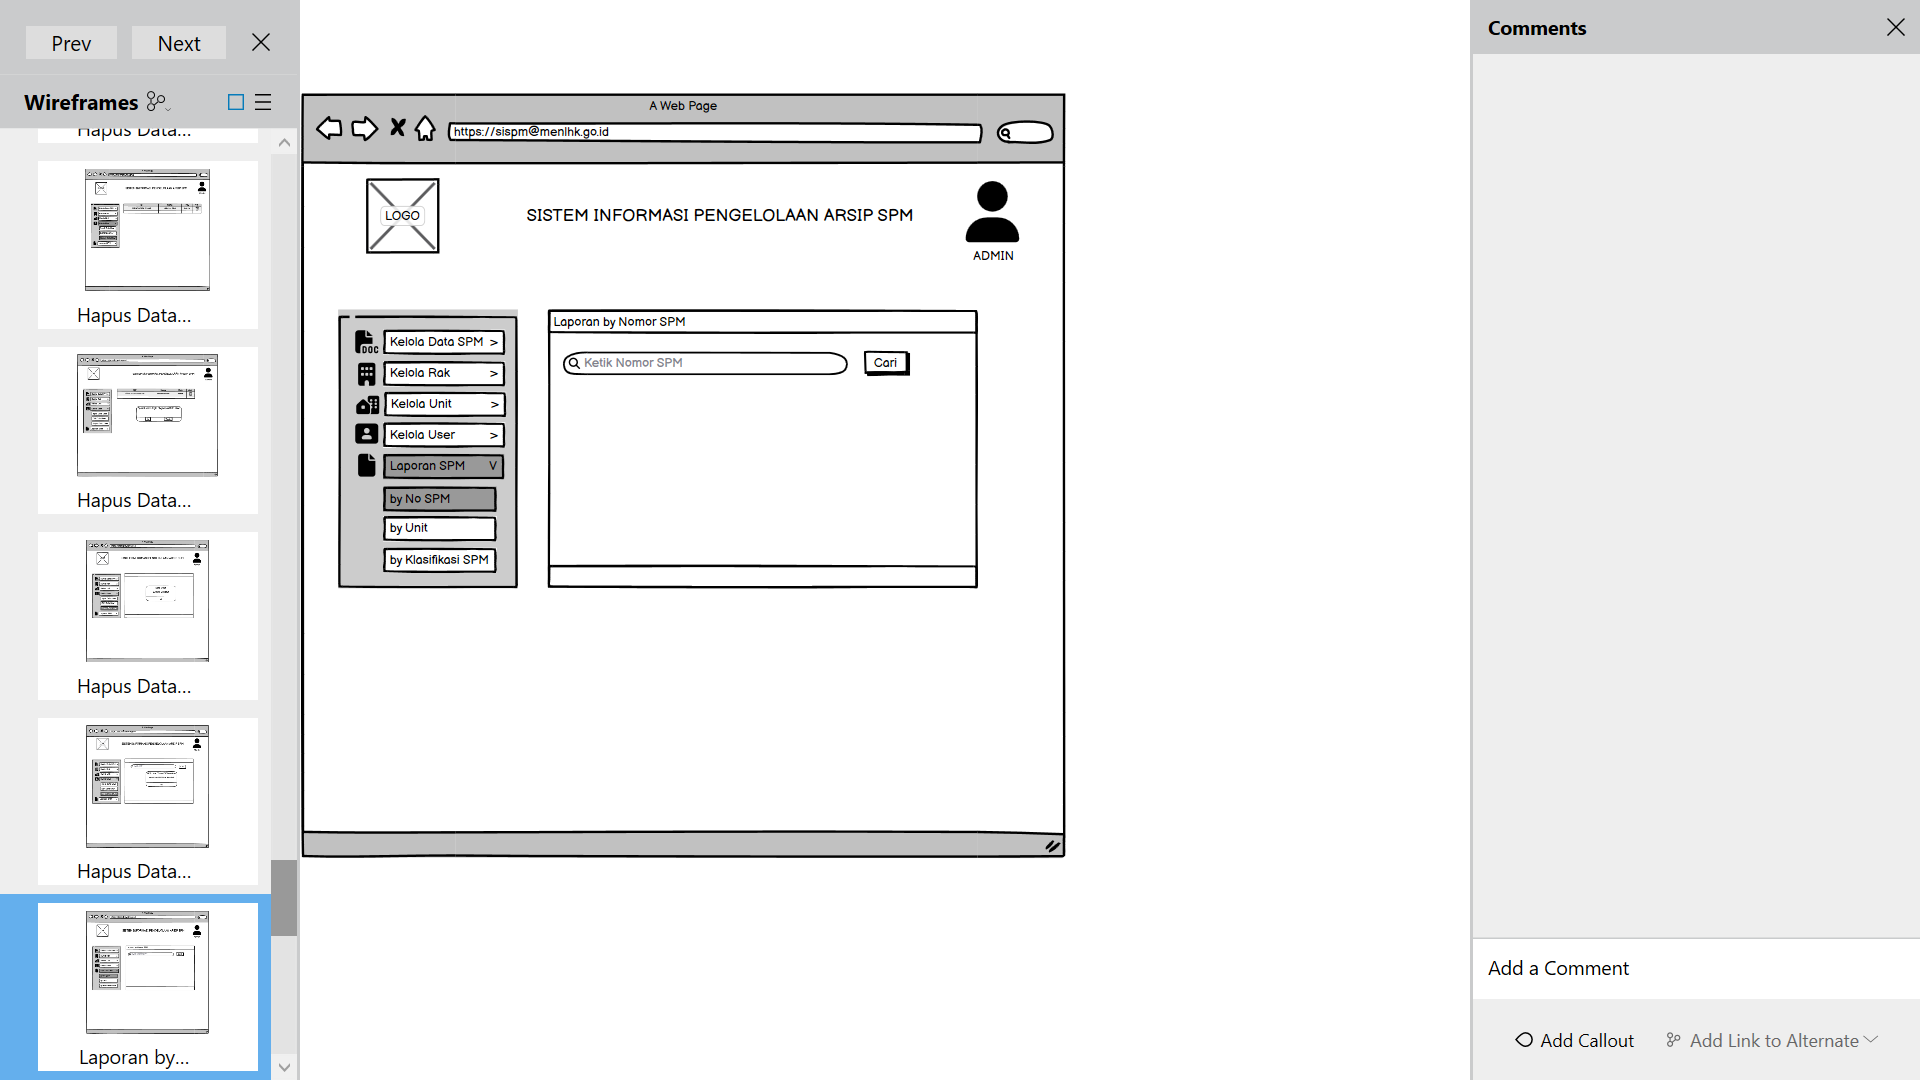 Prev
Next
Wireframes
Hapus Data...
Hapus Data...
Hapus Data...
Hapus Data...
Hapus Data...
Laporan by...
A Web Page
https://sispm@menlhk.go.id
LOGO
SISTEM INFORMASI PENGELOLAAN ARSIP SPM
ADMIN
DOC
Kelola Data SPM >
Kelola Rak >
Kelola Unit >
Kelola User >
Laporan SPM V
by No SPM
by Unit
by Klasifikasi SPM
Laporan by Nomor SPM
Ketik Nomor SPM
Cari
Comments
Add a Comment
Add Callout
Add Link to Alternate